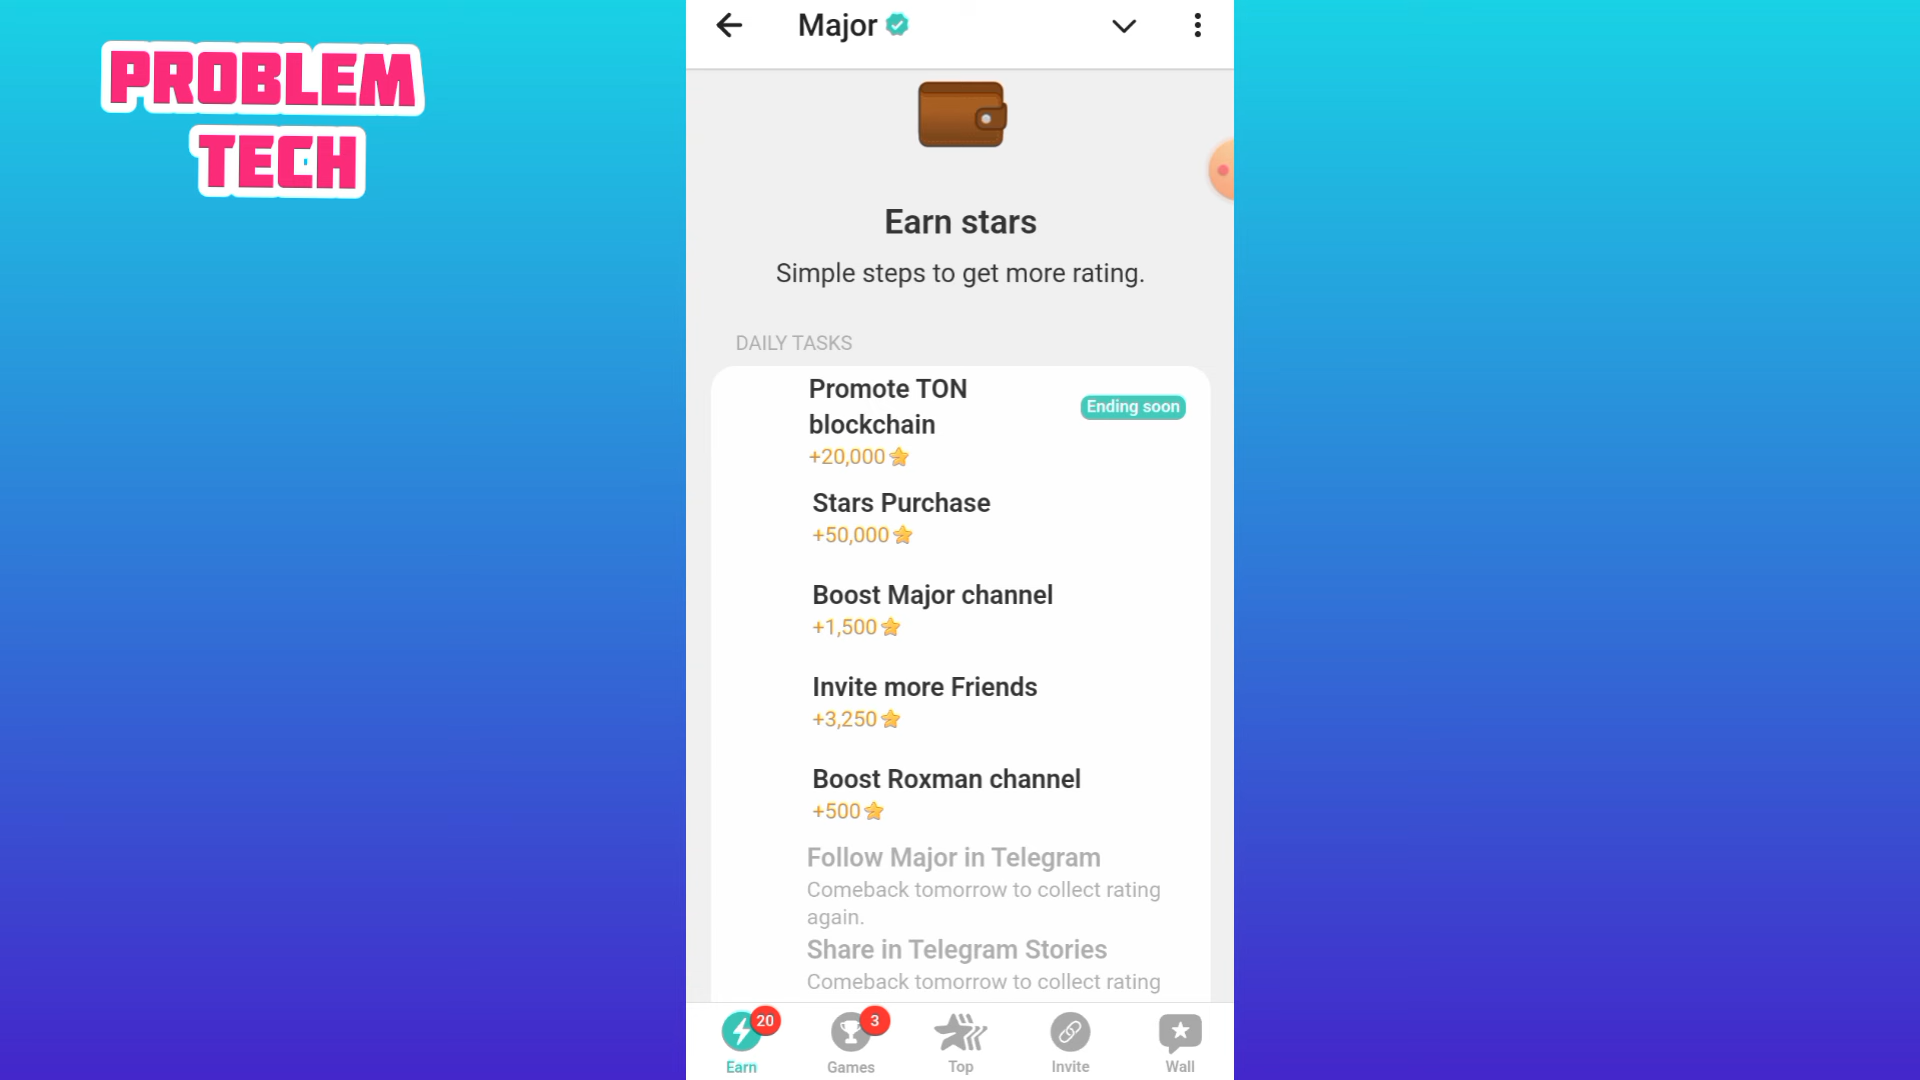 PROBLEM
TECH
Major
Earn stars
Simple steps to get more rating.
DAILY TASKS
Promote TON
blockchain
Ending soon
+20,000
Stars Purchase
+50,000
Boost Major channel
+1,500
Invite more Friends
+3,250
Boost Roxman channel
+500
Follow Major in Telegram
Comeback tomorrow to collect rating
again.
Share in Telegram Stories
Comeback tomorrow to collect rating
20
3
Earn
Games
Top
Invite
Wall